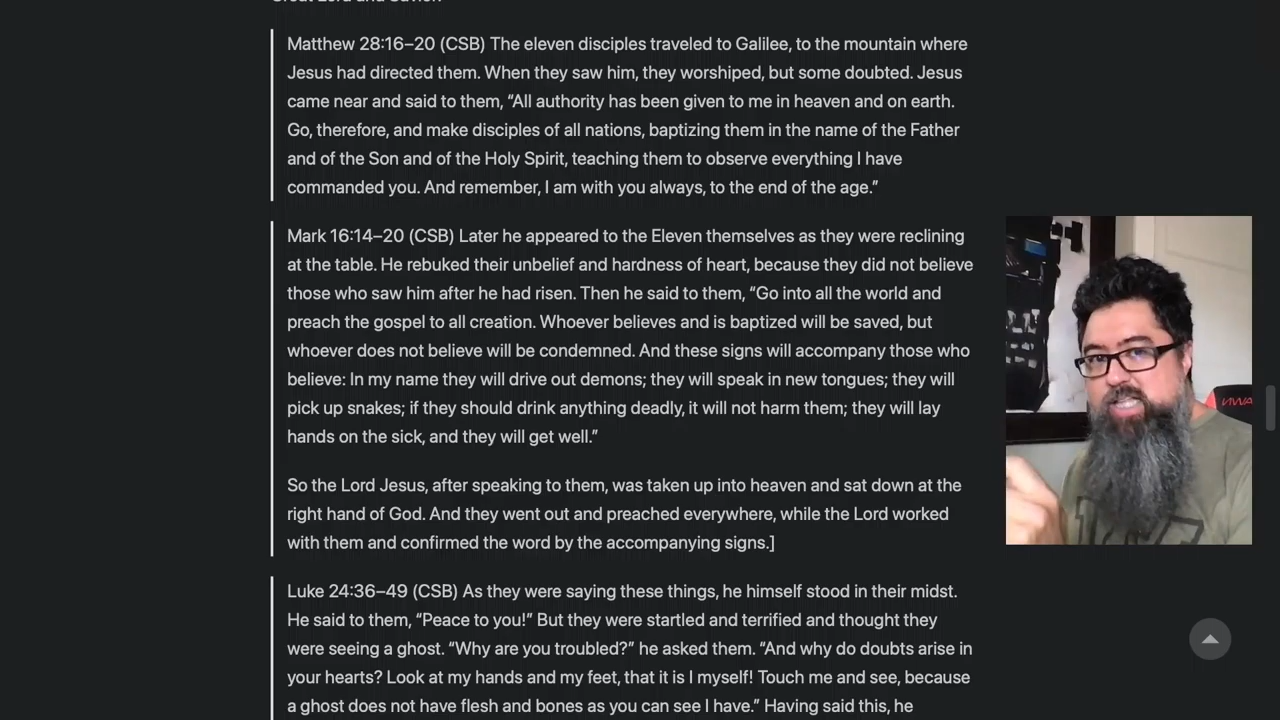 Matthew 28:16–20 (CSB) The eleven disciples traveled to Galilee, to the mountain where
Jesus had directed them. When they saw him, they worshiped, but some doubted. Jesus
came near and said to them, “All authority has been given to me in heaven and on earth.
Go, therefore, and make disciples of all nations, baptizing them in the name of the Father
and of the Son and of the Holy Spirit, teaching them to observe everything I have
commanded you. And remember, I am with you always, to the end of the age.”
Mark 16:14–20 (CSB) Later he appeared to the Eleven themselves as they were reclining
at the table. He rebuked their unbelief and hardness of heart, because they did not believe
those who saw him after he had risen. Then he said to them, “Go into all the world and
preach the gospel to all creation. Whoever believes and is baptized will be saved, but
whoever does not believe will be condemned. And these signs will accompany those who
believe: In my name they will drive out demons; they will speak in new tongues; they will
pick up snakes; if they should drink anything deadly, it will not harm them; they will lay
hands on the sick, and they will get well.”
So the Lord Jesus, after speaking to them, was taken up into heaven and sat down at the
right hand of God. And they went out and preached everywhere, while the Lord worked
with them and confirmed the word by the accompanying signs.]
Luke 24:36–49 (CSB) As they were saying these things, he himself stood in their midst.
He said to them, “Peace to you!” But they were startled and terrified and thought they
were seeing a ghost. “Why are you troubled?” he asked them. “And why do doubts arise in
your hearts? Look at my hands and my feet, that it is I myself! Touch me and see, because
a ghost does not have flesh and bones as you can see I have.” Having said this, he